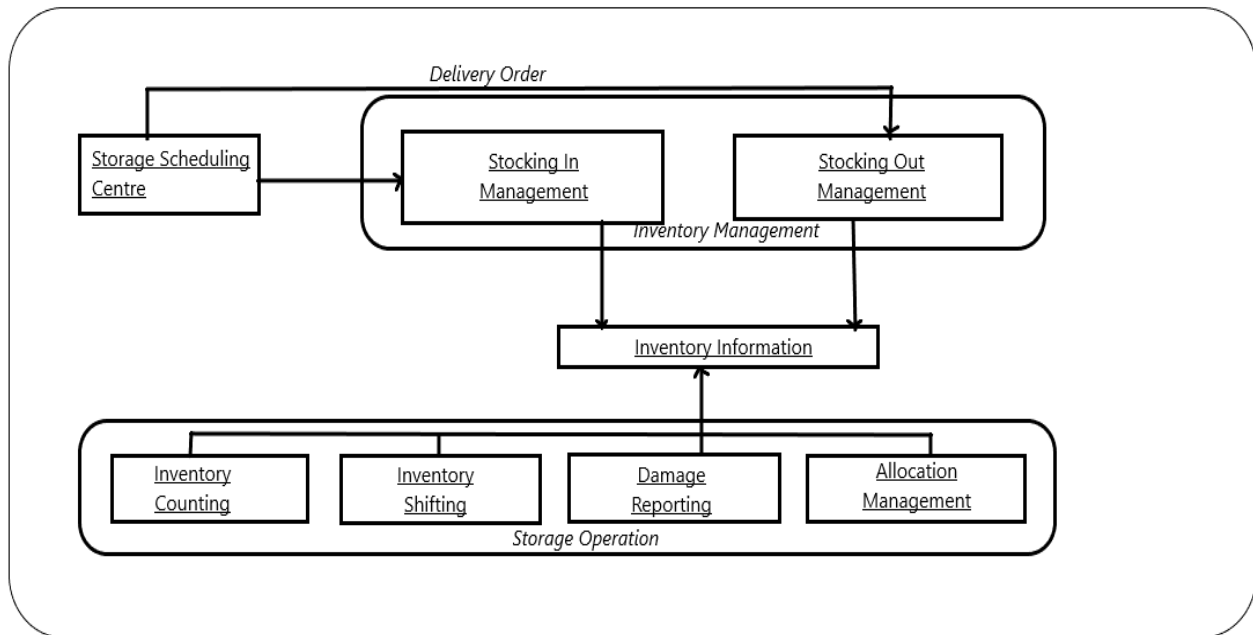 Delivery Order
Storage Scheduling
Centre
Stocking In
Management
Stocking Out
Management
Inventory Management
Inventory Information
Inventory
Counting
Inventory
Shifting
Damage
Reporting
Allocation
Management
Storage Operation